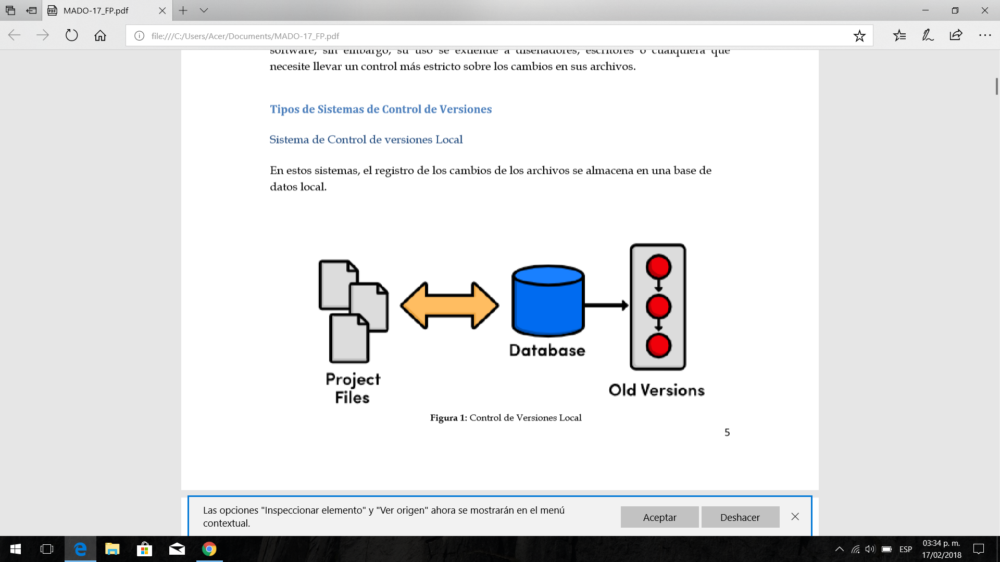 MADO-17_FP.pdf
file:///C:/Users/Acer/Documents/MADO-17_FP.pdf
software, sin embargo, su uso se extiende a diseñadores, escritores o cualquiera que
necesite llevar un control más estricto sobre los cambios en sus archivos.
Tipos de Sistemas de Control de Versiones
Sistema de Control de versiones Local
En estos sistemas, el registro de los cambios de los archivos se almacena en una base de
datos local.
Project
Files
Database
Old Versions
Figura 1: Control de Versiones Local
5
Las opciones "Inspeccionar elemento" y "Ver origen" ahora se mostrarán en el menú
contextual.
Aceptar
Deshacer
ESP
03:34 p. m.
17/02/2018